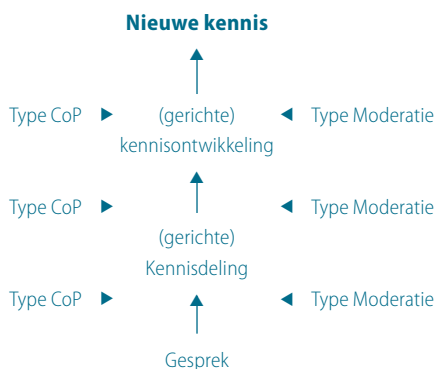 Nieuwe kennis
Type CoP (gerichte) Type Moderatie
kennisontwikkeling
Type CoP Type Moderatie
(gerichte)
Kennisdeling
Type CoP Type Moderatie
Gesprek